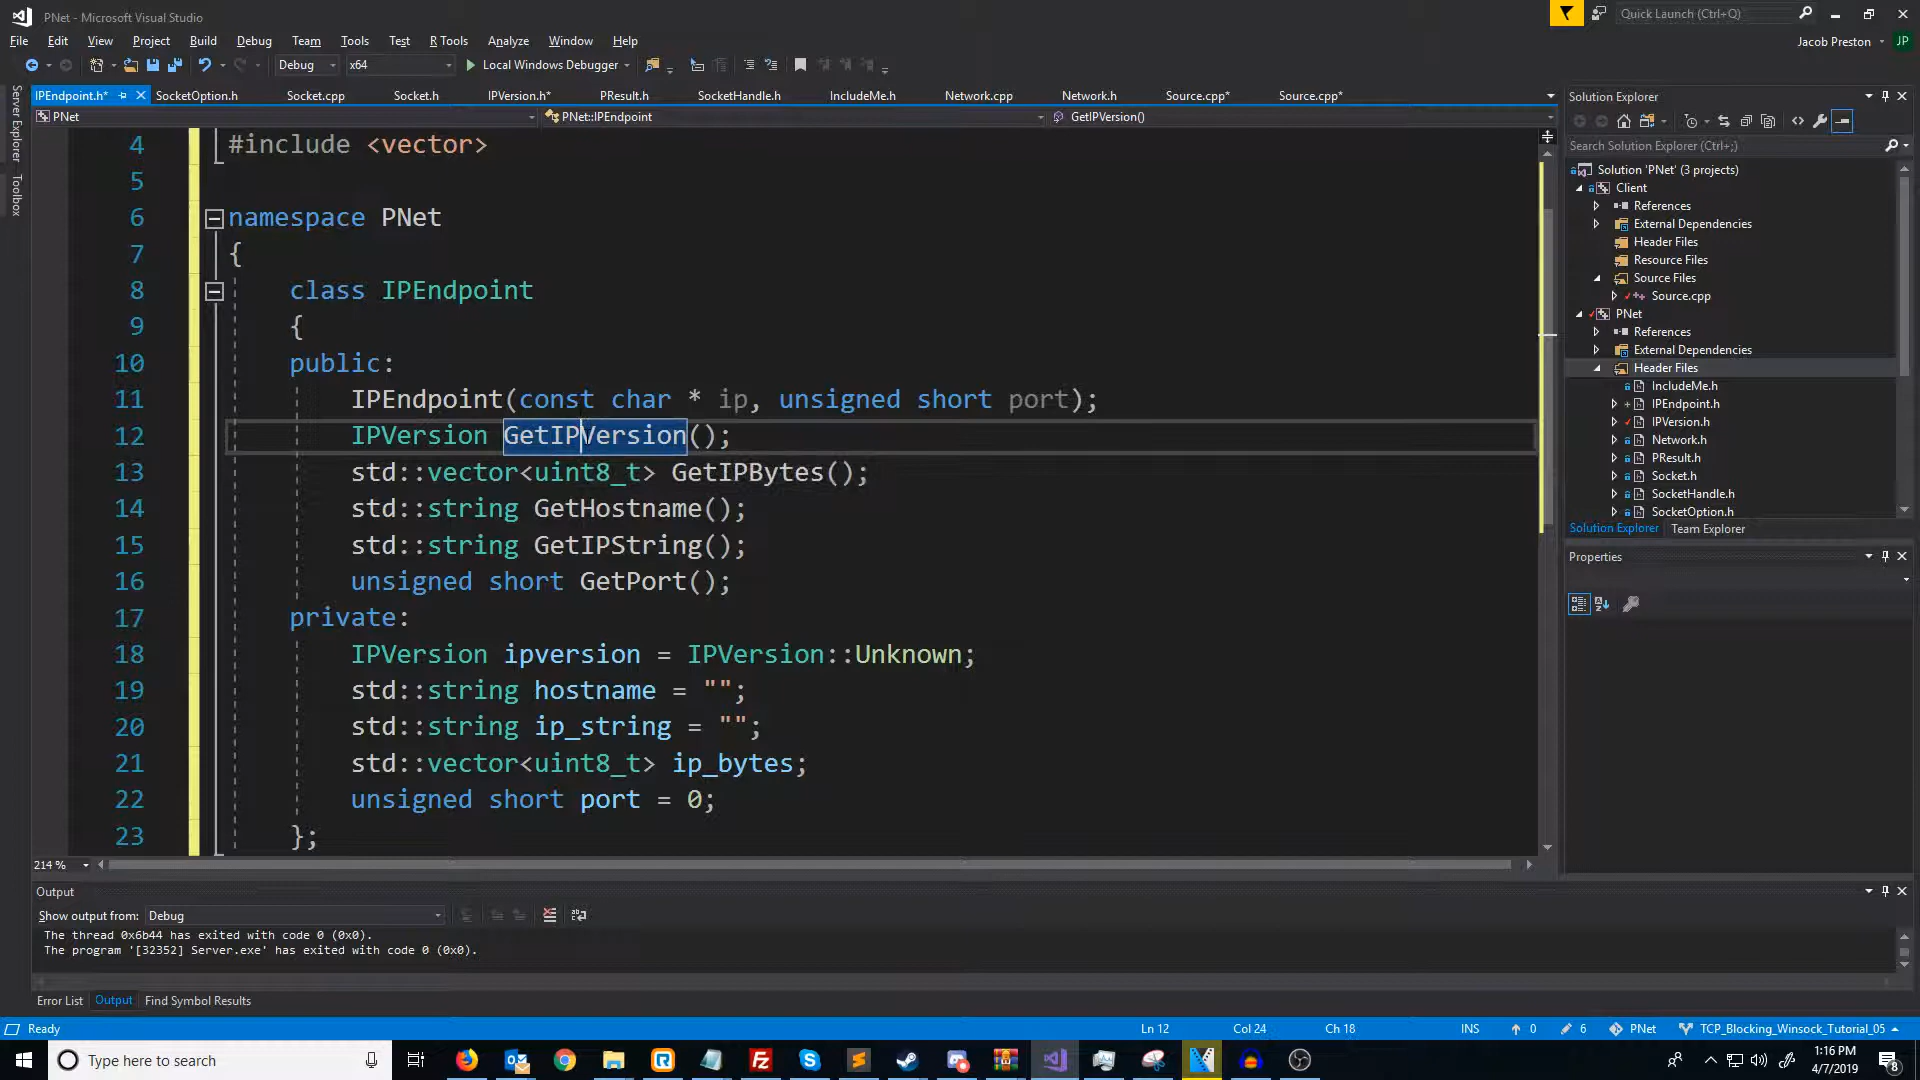 PNet - Microsoft Visual Studio
Quick Launch (Ctrl+Q)
File Edit View Project Build Debug Team Tools Test R Tools Analyze Window Help
Jacob Preston JP
Debug x64 Local Windows Debugger
IPEndpoint.h* SocketOption.h Socket.cpp Socket.h IPVersion.h* PResult.h SocketHandle.h IncludeMe.h Network.cpp Network.h Source.cpp* Source.cpp*
PNet PNet::IPEndpoint GetIPVersion()
Server Explorer
Toolbox
4 #include <vector>
5
6 namespace PNet
7 {
8 class IPEndpoint
9 {
10 public:
11 IPEndpoint(const char * ip, unsigned short port);
12 IPVersion GetIPVersion();
13 std::vector<uint8_t> GetIPBytes();
14 std::string GetHostname();
15 std::string GetIPString();
16 unsigned short GetPort();
17 private:
18 IPVersion ipversion = IPVersion::Unknown;
19 std::string hostname = "";
20 std::string ip_string = "";
21 std::vector<uint8_t> ip_bytes;
22 unsigned short port = 0;
23 };
214 %
Solution Explorer
Search Solution Explorer (Ctrl+;)
Solution 'PNet' (3 projects)
Client
References
External Dependencies
Header Files
Resource Files
Source Files
Source.cpp
PNet
References
External Dependencies
Header Files
IncludeMe.h
IPEndpoint.h
IPVersion.h
Network.h
PResult.h
Socket.h
SocketHandle.h
SocketOption.h
Solution Explorer Team Explorer
Properties
Output
Show output from: Debug
The thread 0x6b44 has exited with code 0 (0x0).
The program '[32352] Server.exe' has exited with code 0 (0x0).
Error List Output Find Symbol Results
Ready Ln 12 Col 24 Ch 18 INS 0 6 PNet TCP_Blocking_Winsock_Tutorial_05
Type here to search
1:16 PM
4/7/2019
8